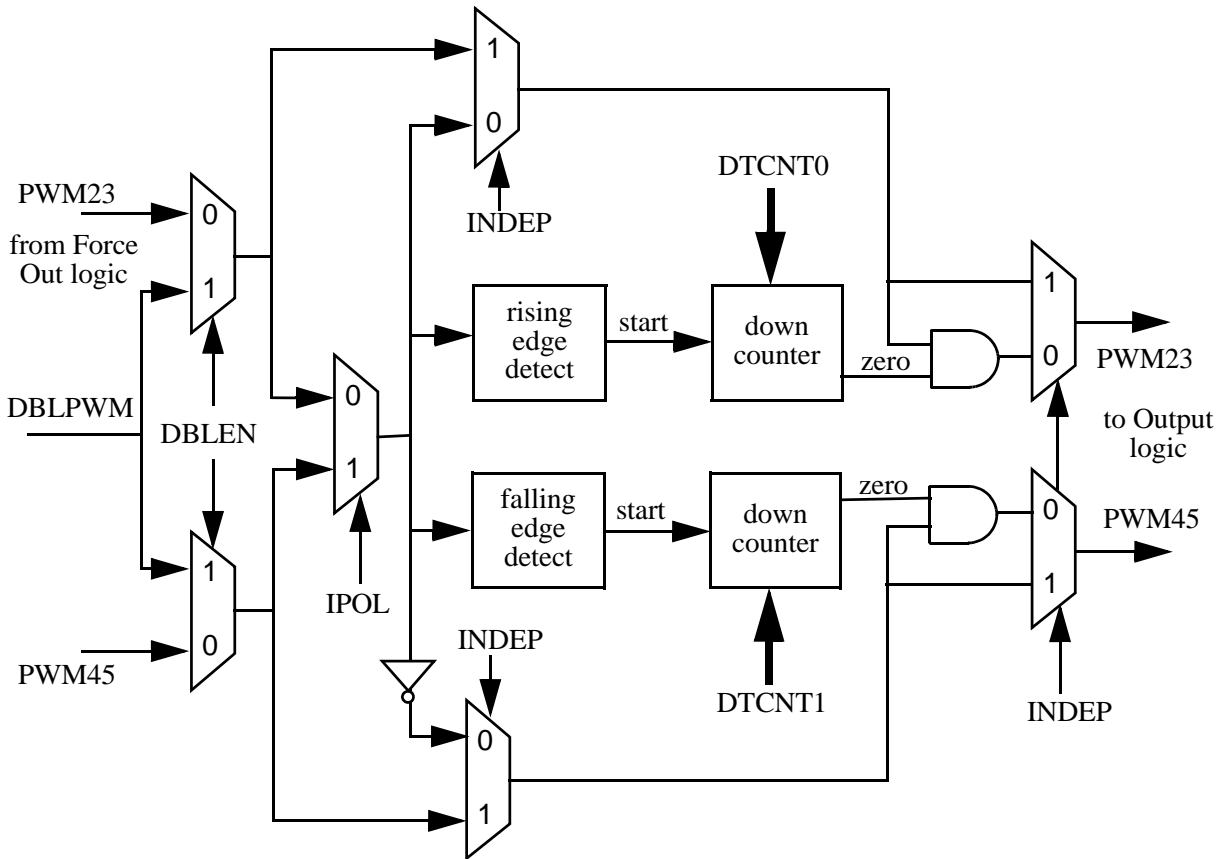 1
0
INDEP
DTCNT0
PWM23
from Force
Out logic
0
1
rising
edge
detect
start
down
counter
zero
1
0
PWM23
to Output
logic
DBLPWM
DBLEN
0
1
IPOL
falling
edge
detect
start
down
counter
zero
0
1
PWM45
INDEP
DTCNT1
1
0
PWM45
INDEP
0
1